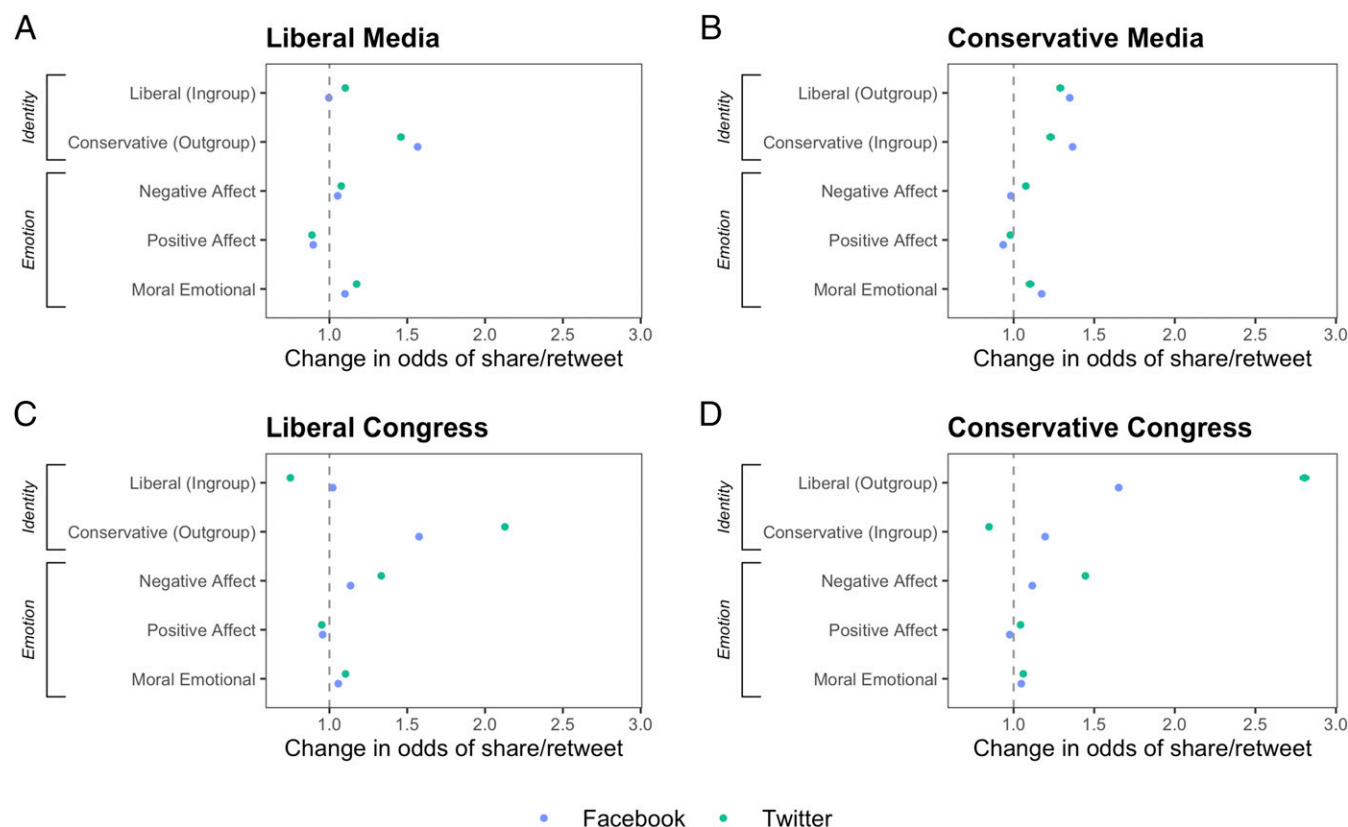 A
Liberal Media
Identity
Liberal (Ingroup)
Conservative (Outgroup)
Emotion
Negative Affect
Positive Affect
Moral Emotional
1.0 1.5 2.0 2.5 3.0
Change in odds of share/retweet
B
Conservative Media
Identity
Liberal (Outgroup)
Conservative (Ingroup)
Emotion
Negative Affect
Positive Affect
Moral Emotional
1.0 1.5 2.0 2.5 3.0
Change in odds of share/retweet
C
Liberal Congress
Identity
Liberal (Ingroup)
Conservative (Outgroup)
Emotion
Negative Affect
Positive Affect
Moral Emotional
1.0 1.5 2.0 2.5 3.0
Change in odds of share/retweet
D
Conservative Congress
Identity
Liberal (Outgroup)
Conservative (Ingroup)
Emotion
Negative Affect
Positive Affect
Moral Emotional
1.0 1.5 2.0 2.5 3.0
Change in odds of share/retweet
Facebook Twitter